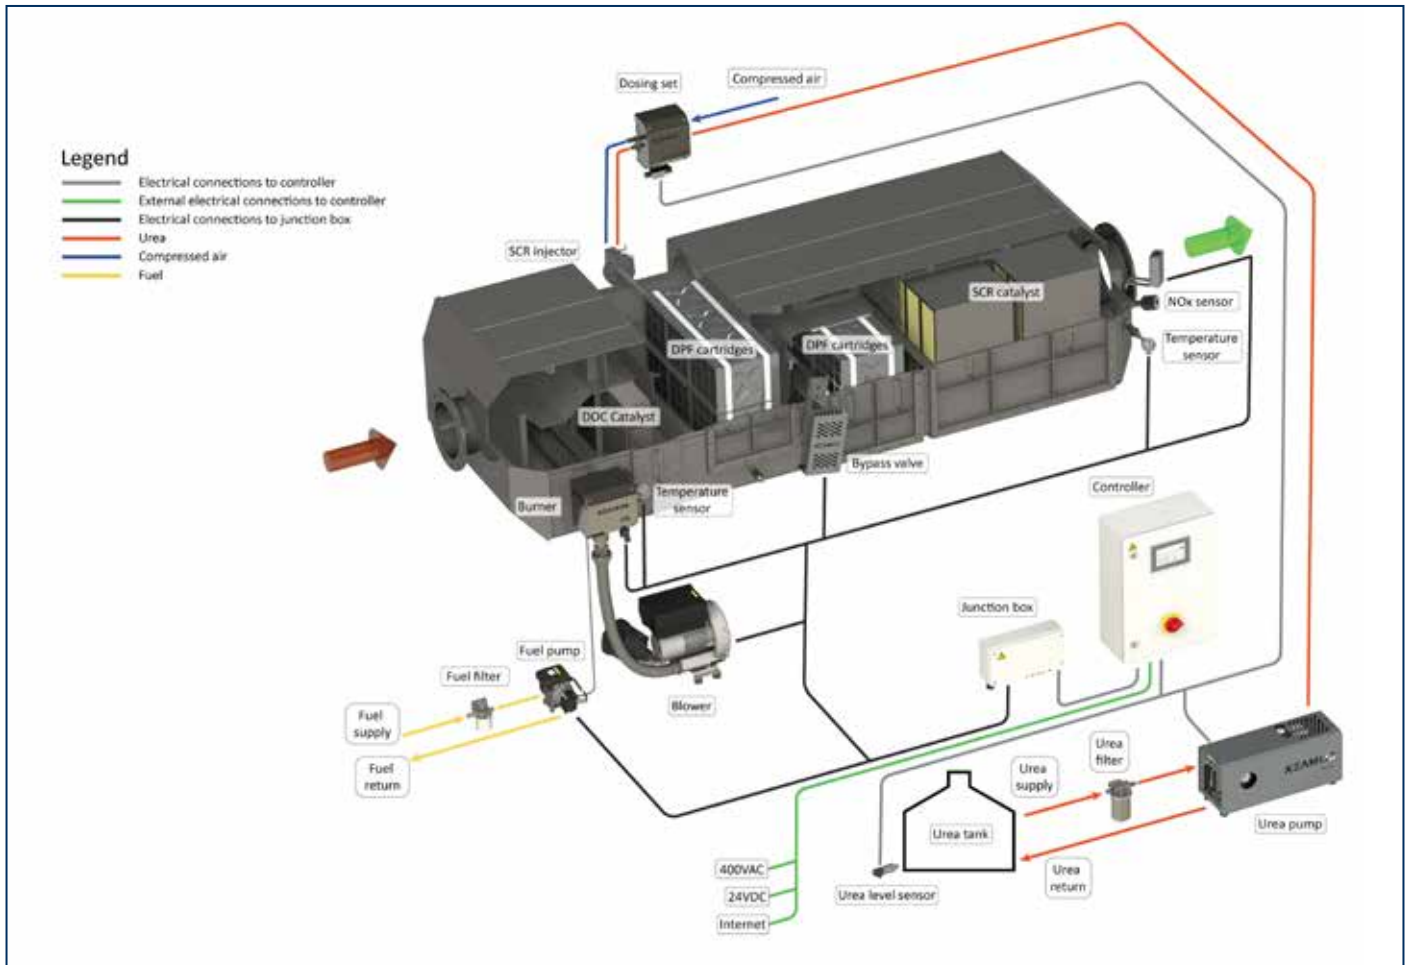 Dosing set
Compressed air
Legend
Electrical connections to controller
External electrical connections to controller
Electrical connections to junction box
Urea
Compressed air
Fuel
SCR injector
SCR catalyst
NOx sensor
DPF cartridges
DPF cartridges
Temperature
sensor
DOC Catalyst
Bypass valve
Burner
Temperature
sensor
Controller
Junction box
Fuel pump
Fuel filter
Blower
Fuel
supply
Fuel
return
Urea
supply
Urea
filter
Urea tank
Urea pump
400VAC
Urea level sensor
Urea
return
24VDC
Internet